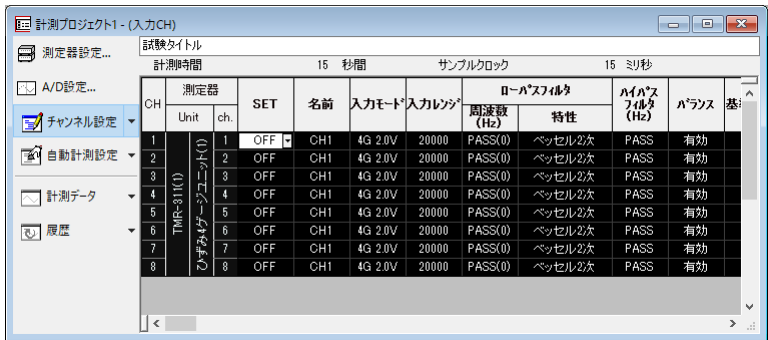 計測プロジェクト1 - (入力CH)
測定器設定...
A/D設定...
チャンネル設定
自動計測設定
計測データ
履歴
試験タイトル
計測時間 15 秒間 サンプルクロック 15 ミリ秒
CH 測定器 SET 名前 入力モード 入力レンジ ローパスフィルタ ハイパスフィルタ(Hz) バランス
Unit ch. 周波数(Hz) 特性
TMR-311(1)
ひずみ4ゲージユニット(1)
1 1 OFF CH1 4G 2.0V 20000 PASS(0) ベッセル2次 PASS 有効
2 2 OFF CH1 4G 2.0V 20000 PASS(0) ベッセル2次 PASS 有効
3 3 OFF CH1 4G 2.0V 20000 PASS(0) ベッセル2次 PASS 有効
4 4 OFF CH1 4G 2.0V 20000 PASS(0) ベッセル2次 PASS 有効
5 5 OFF CH1 4G 2.0V 20000 PASS(0) ベッセル2次 PASS 有効
6 6 OFF CH1 4G 2.0V 20000 PASS(0) ベッセル2次 PASS 有効
7 7 OFF CH1 4G 2.0V 20000 PASS(0) ベッセル2次 PASS 有効
8 8 OFF CH1 4G 2.0V 20000 PASS(0) ベッセル2次 PASS 有効